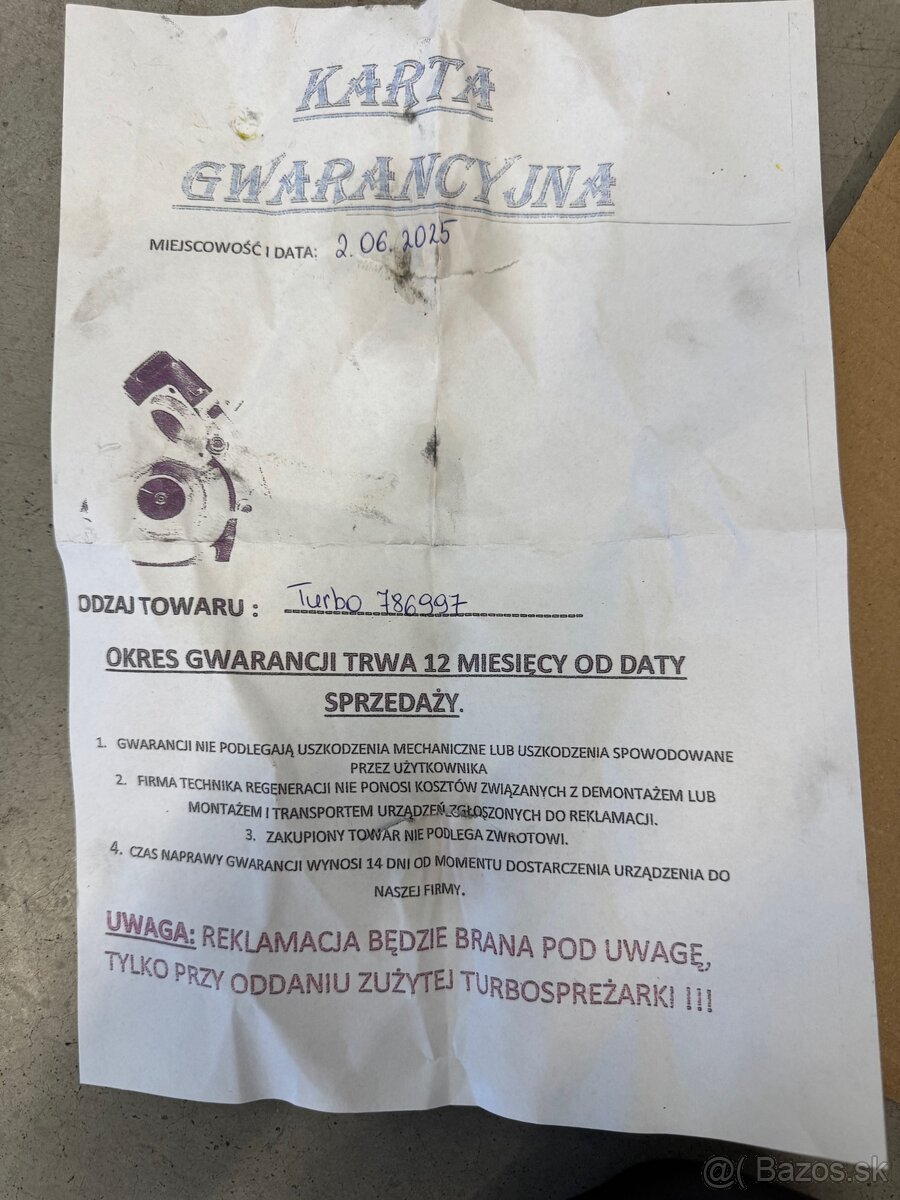 KARTA
GWARANCYJNA
MIEJSCOWOŚĆ I DATA: 2.06.2025
ODZAJ TOWARU : Turbo 786997
OKRES GWARANCJI TRWA 12 MIESIĘCY OD DATY
SPRZEDAŻY.
1. GWARANCJI NIE PODLEGAJĄ USZKODZENIA MECHANICZNE LUB USZKODZENIA SPOWODOWANE
PRZEZ UŻYTKOWNIKA
2. FIRMA TECHNIKA REGENERACJI NIE PONOSI KOSZTÓW ZWIĄZANYCH Z DEMONTAŻEM LUB
MONTAŻEM I TRANSPORTEM URZĄDZEŃ ZGŁOSZONYCH DO REKLAMACJI.
3. ZAKUPIONY TOWAR NIE PODLEGA ZWROTOWI.
4. CZAS NAPRAWY GWARANCJI WYNOSI 14 DNI OD MOMENTU DOSTARCZENIA URZĄDZENIA DO
NASZEJ FIRMY.
UWAGA: REKLAMACJA BĘDZIE BRANA POD UWAGĘ,
TYLKO PRZY ODDANIU ZUŻYTEJ TURBOSPREŻARKI !!!
@( Bazos.sk